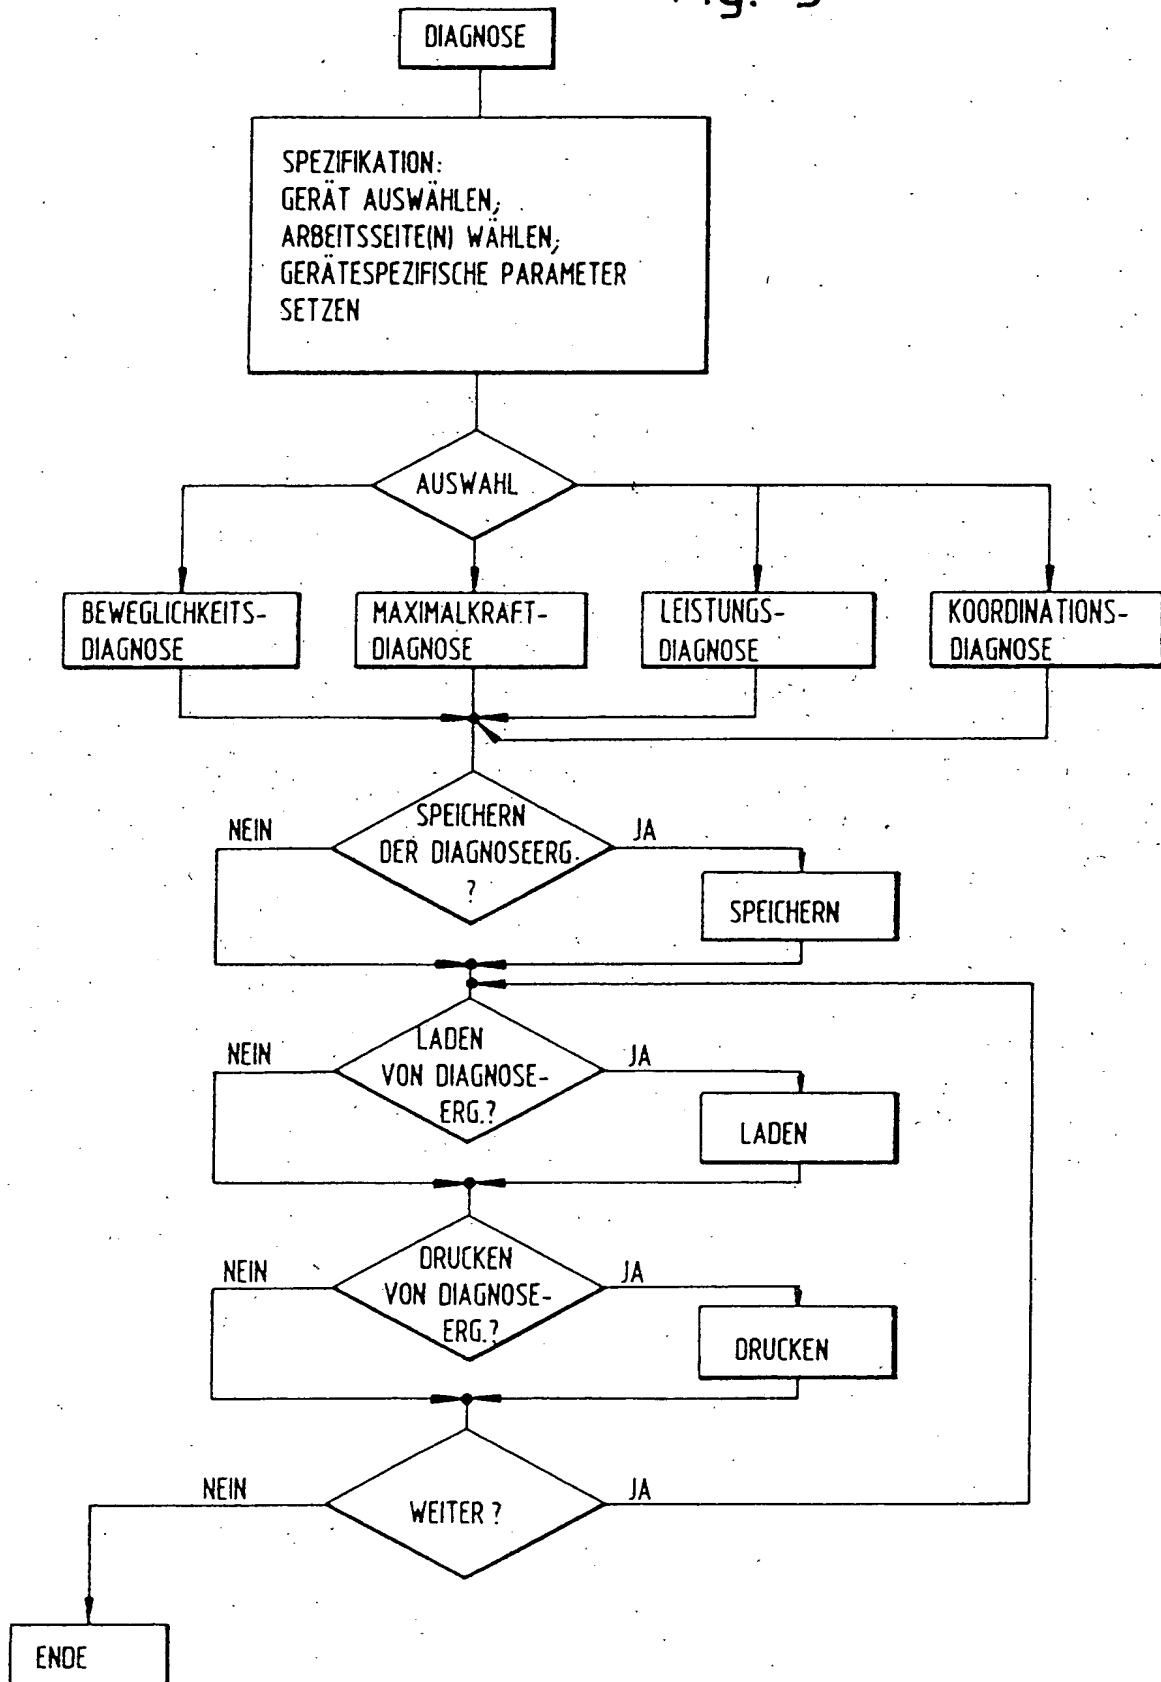 DIAGNOSE
SPEZIFIKATION:
GERÄT AUSWÄHLEN;
ARBEITSSEITE(N) WÄHLEN;
GERÄTESPEZIFISCHE PARAMETER
SETZEN
AUSWAHL
BEWEGLICHKEITS-
DIAGNOSE
MAXIMALKRAFT-
DIAGNOSE
LEISTUNGS-
DIAGNOSE
KOORDINATIONS-
DIAGNOSE
NEIN
SPEICHERN
DER DIAGNOSEERG.
?
JA
SPEICHERN
NEIN
LADEN
VON DIAGNOSE-
ERG.?
JA
LADEN
NEIN
DRUCKEN
VON DIAGNOSE-
ERG.?
JA
DRUCKEN
NEIN
WEITER ?
JA
ENDE